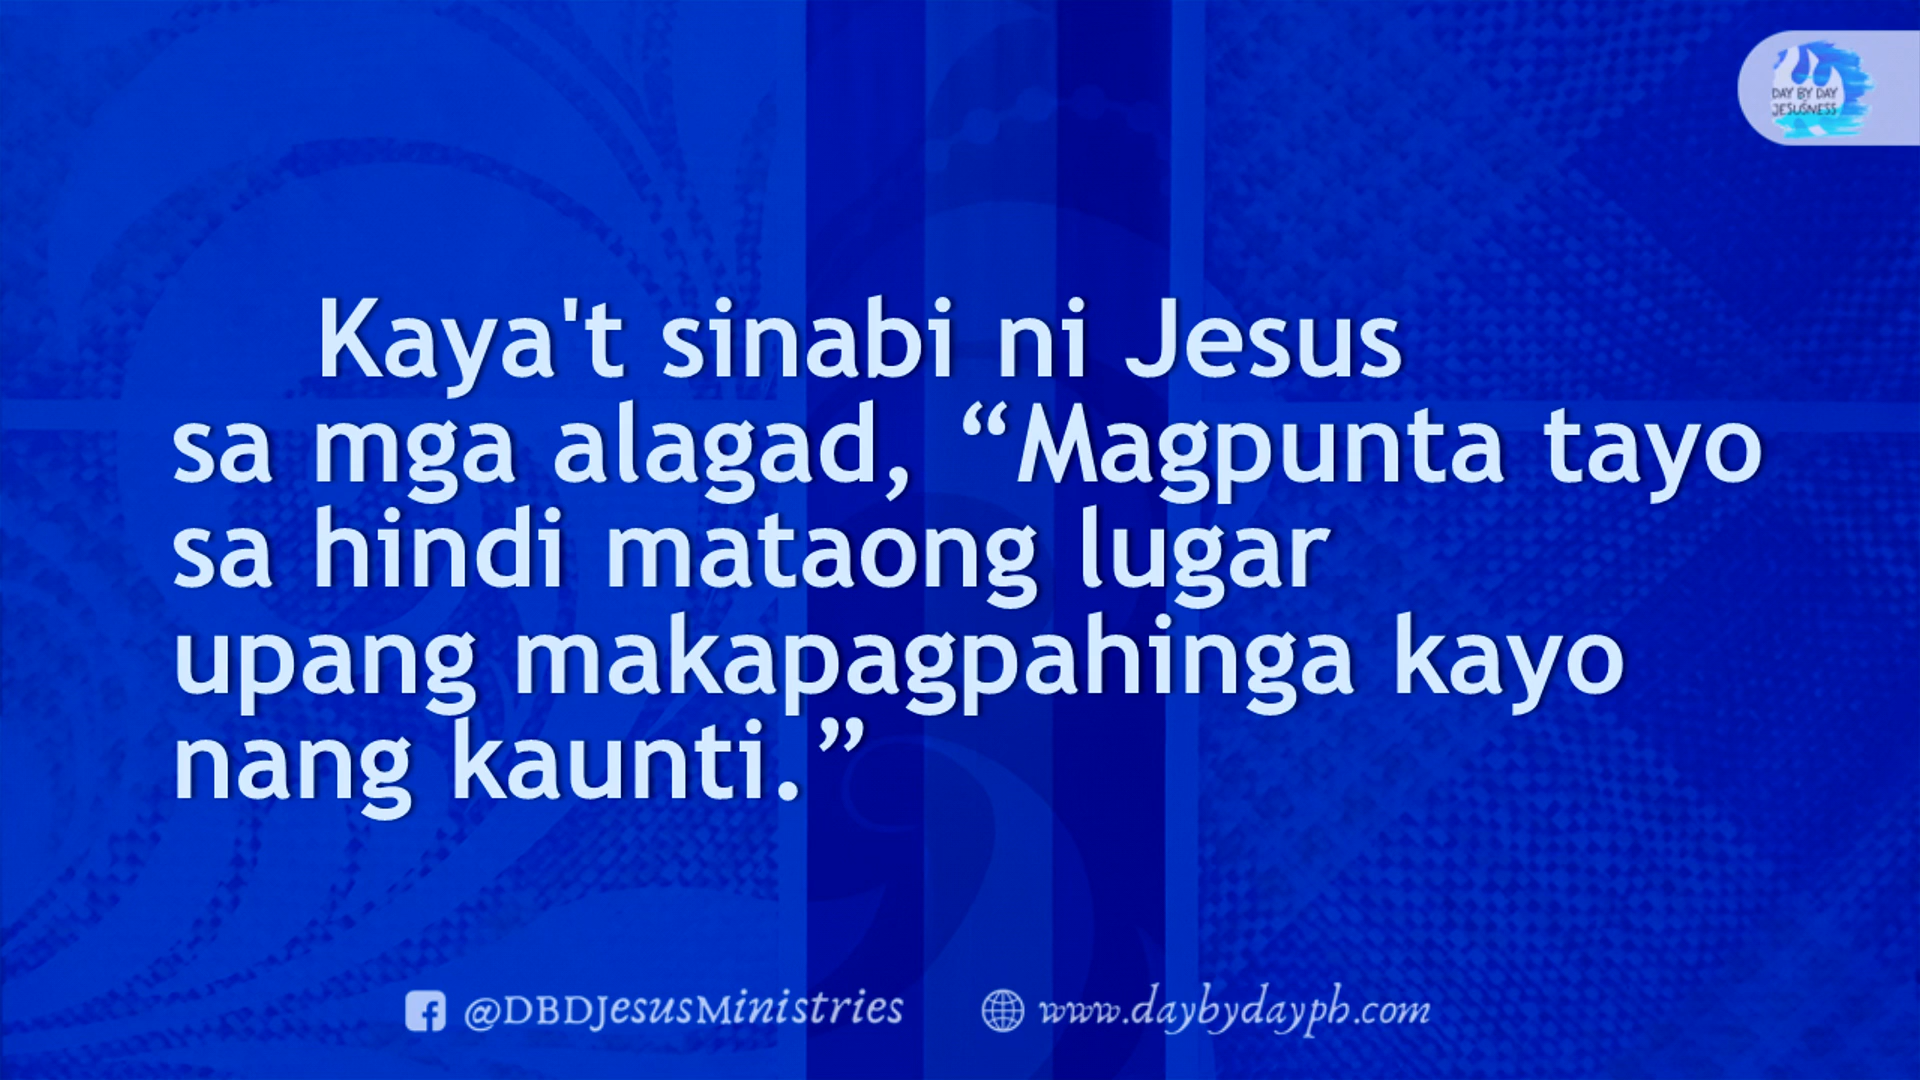 DAY BY DAY
JESUSNESS
Kaya't sinabi ni Jesus
sa mga alagad, “Magpunta tayo
sa hindi mataong lugar
upang makapagpahinga kayo
nang kaunti.”
@DBDJesusMinistries
www.daybydayph.com